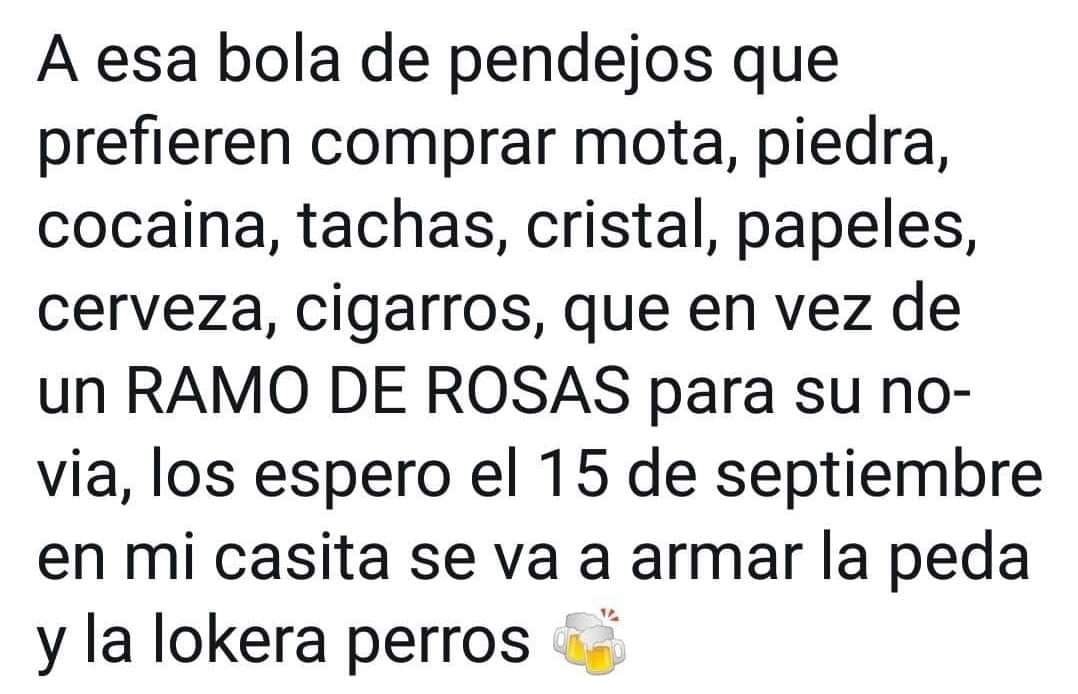 A esa bola de pendejos que
prefieren comprar mota, piedra,
cocaina, tachas, cristal, papeles,
cerveza, cigarros, que en vez de
un RAMO DE ROSAS para su no-
via, los espero el 15 de septiembre
en mi casita se va a armar la peda
y la lokera perros 🍻